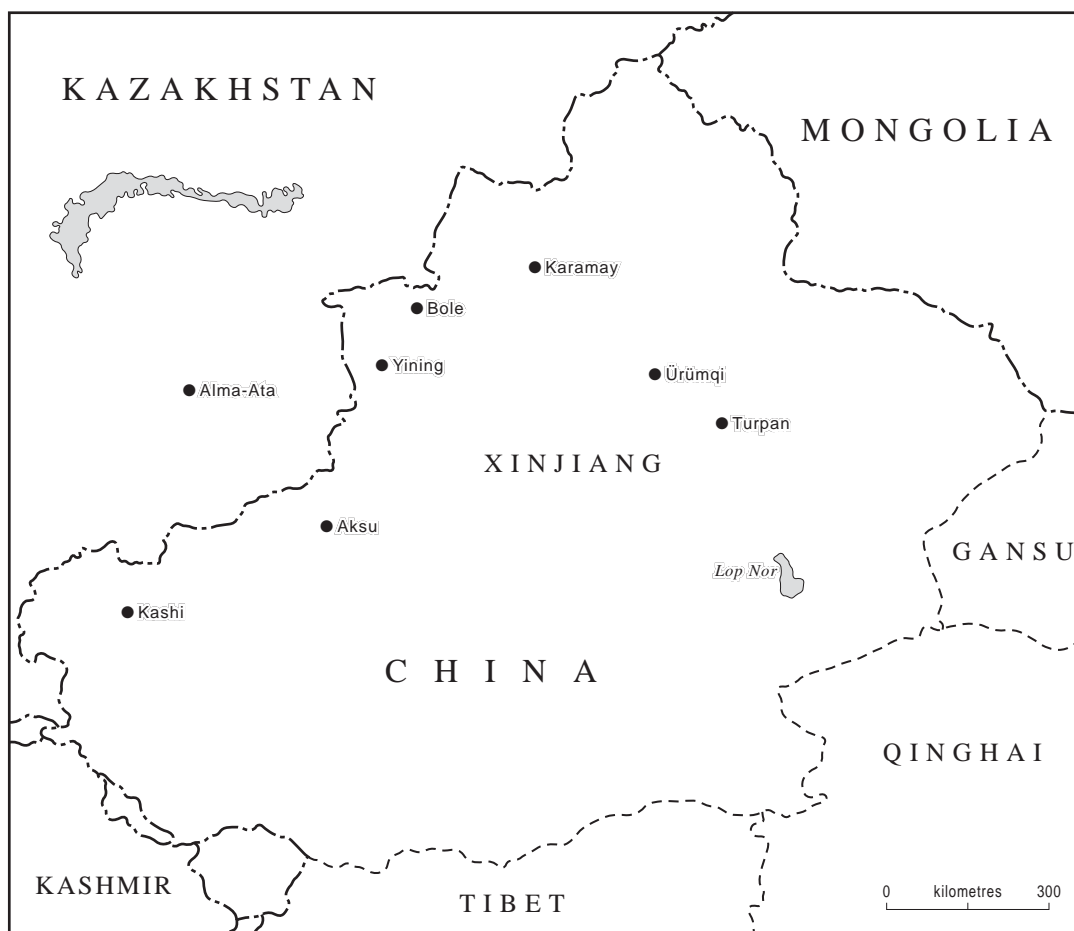 KAZAKHSTAN
MONGOLIA
Karamay
Bole
Yining
Ürümqi
Alma-Ata
Turpan
XINJIANG
Aksu
GANSU
Lop Nor
Kashi
CHINA
QINGHAI
KASHMIR
TIBET
0 kilometres 300